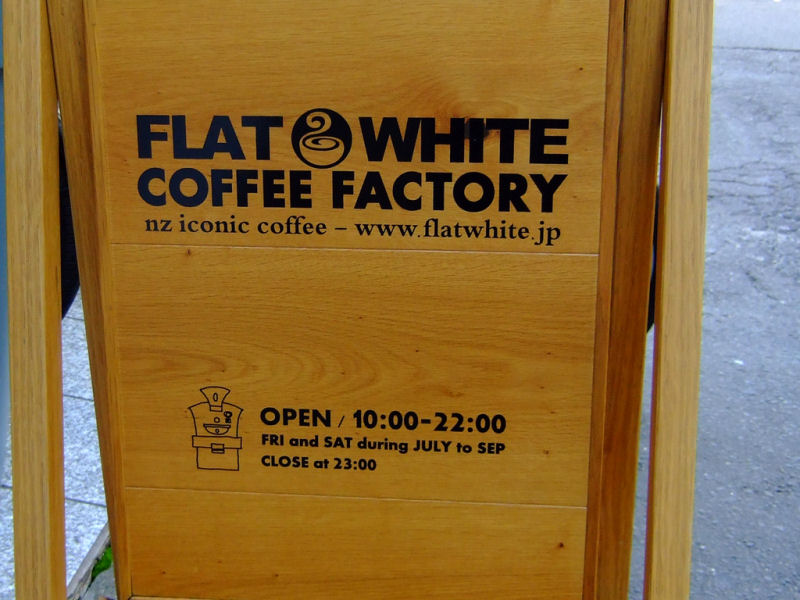 FLAT WHITE
COFFEE FACTORY
nz iconic coffee – www.flatwhite.jp
OPEN / 10:00-22:00
FRI and SAT during JULY to SEP
CLOSE at 23:00